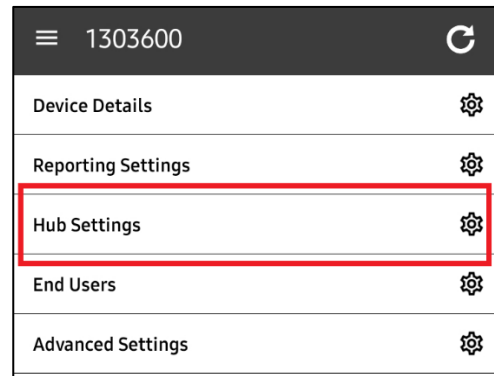 1303600
Device Details
Reporting Settings
Hub Settings
End Users
Advanced Settings